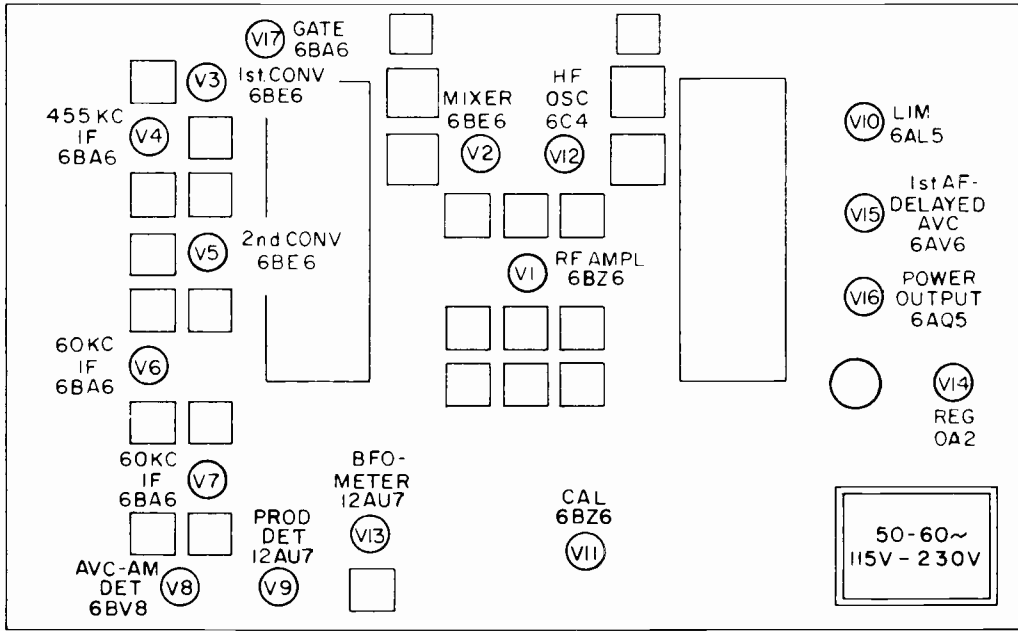 V17
GATE
6BA6
V3
1st. CONV
6BE6
455 KC
IF
6BA6
V4
MIXER
6BE6
V2
HF
OSC
6C4
V12
V10
LIM
6AL5
V15
1st AF-
DELAYED
AVC
6AV6
V5
2nd CONV
6BE6
V1
RF AMPL
6BZ6
V16
POWER
OUTPUT
6AQ5
60KC
IF
6BA6
V6
V14
REG
OA2
60KC
IF
6BA6
V7
BFO-
METER
12AU7
V13
PROD
DET
12AU7
V9
CAL
6BZ6
V11
AVC-AM
DET
6BV8
V8
50-60~
115V-230V